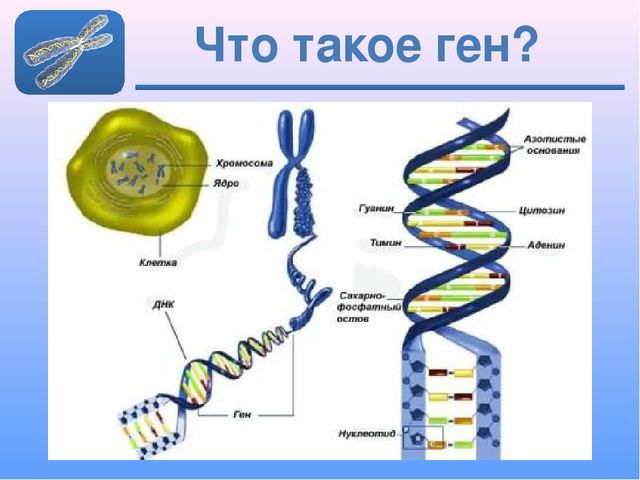 Что такое ген?
Хромосома
Ядро
Клетка
ДНК
Ген
Азотистые
основания
Гуанин
Цитозин
Тимин
Аденин
Сахарно-
фосфатный
остов
Нуклеотид